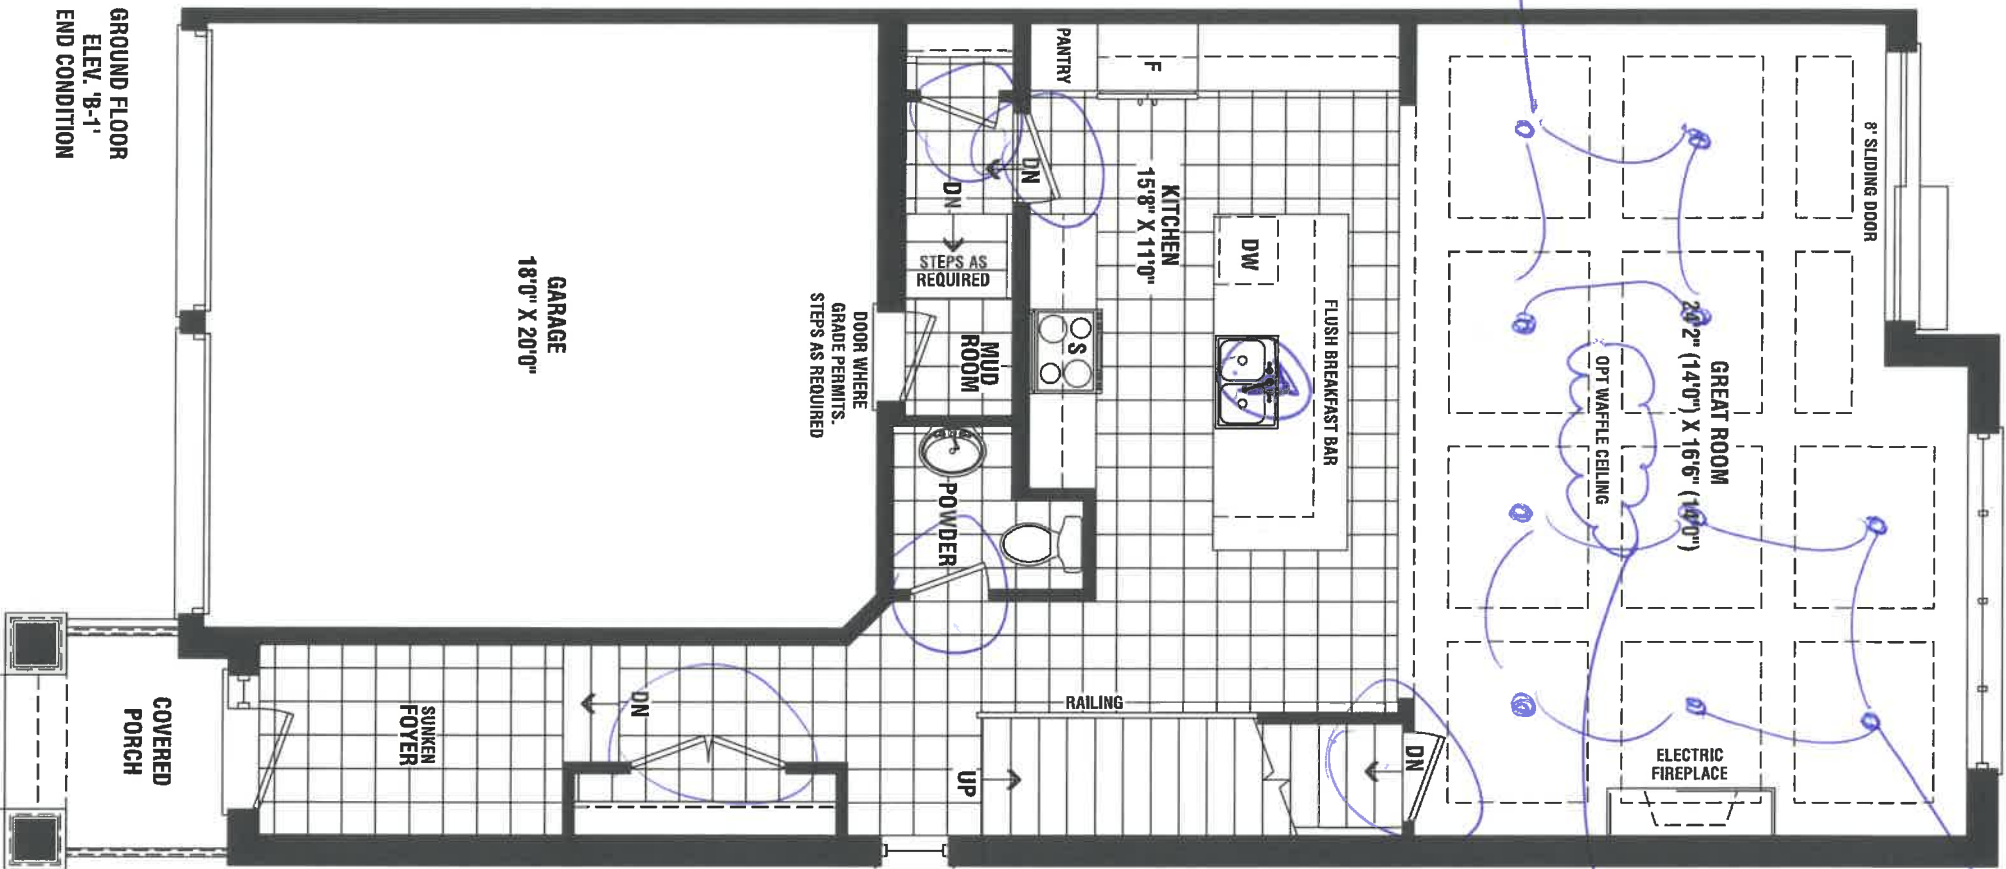 GROUND FLOOR
ELEV. 'B-1'
END CONDITION
GARAGE
18'0" X 20'0"
COVERED
PORCH
SUNKEN
FOYER
DN
DOOR WHERE
GRADE PERMITS.
STEPS AS REQUIRED
MUD
ROOM
STEPS AS
REQUIRED
DN
DN
POWDER
UP
RAILING
DN
PANTRY
F
S
KITCHEN
15'8" X 11'0"
DW
FLUSH BREAKFAST BAR
GREAT ROOM
24'2" (14'0") X 16'6" (14'0")
OPT WAFFLE CEILING
8' SLIDING DOOR
ELECTRIC
FIREPLACE